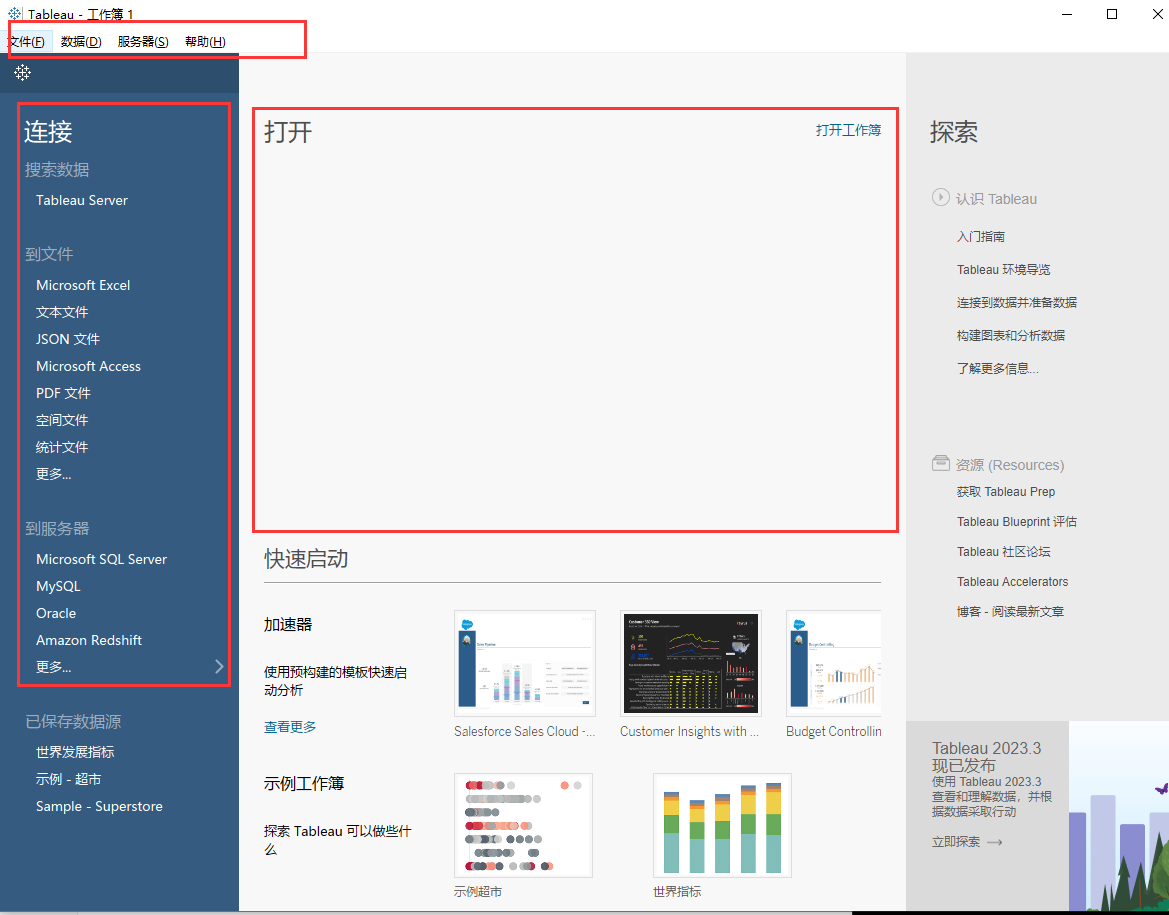 Tableau - 工作簿 1
文件(F) 数据(D) 服务器(S) 帮助(H)
连接
搜索数据
Tableau Server
到文件
Microsoft Excel
文本文件
JSON 文件
Microsoft Access
PDF 文件
空间文件
统计文件
更多...
到服务器
Microsoft SQL Server
MySQL
Oracle
Amazon Redshift
更多...
已保存数据源
世界发展指标
示例 - 超市
Sample - Superstore
打开
打开工作簿
快速启动
加速器
使用预构建的模板快速启
动分析
查看更多
Salesforce Sales Cloud -...
Customer Insights with ...
Budget Controllin
示例工作簿
探索 Tableau 可以做些什
么
示例超市
世界指标
探索
认识 Tableau
入门指南
Tableau 环境导览
连接到数据并准备数据
构建图表和分析数据
了解更多信息...
资源 (Resources)
获取 Tableau Prep
Tableau Blueprint 评估
Tableau 社区论坛
Tableau Accelerators
博客 - 阅读最新文章
Tableau 2023.3
现已发布
使用 Tableau 2023.3
查看和理解数据，并根
据数据采取行动
立即探索